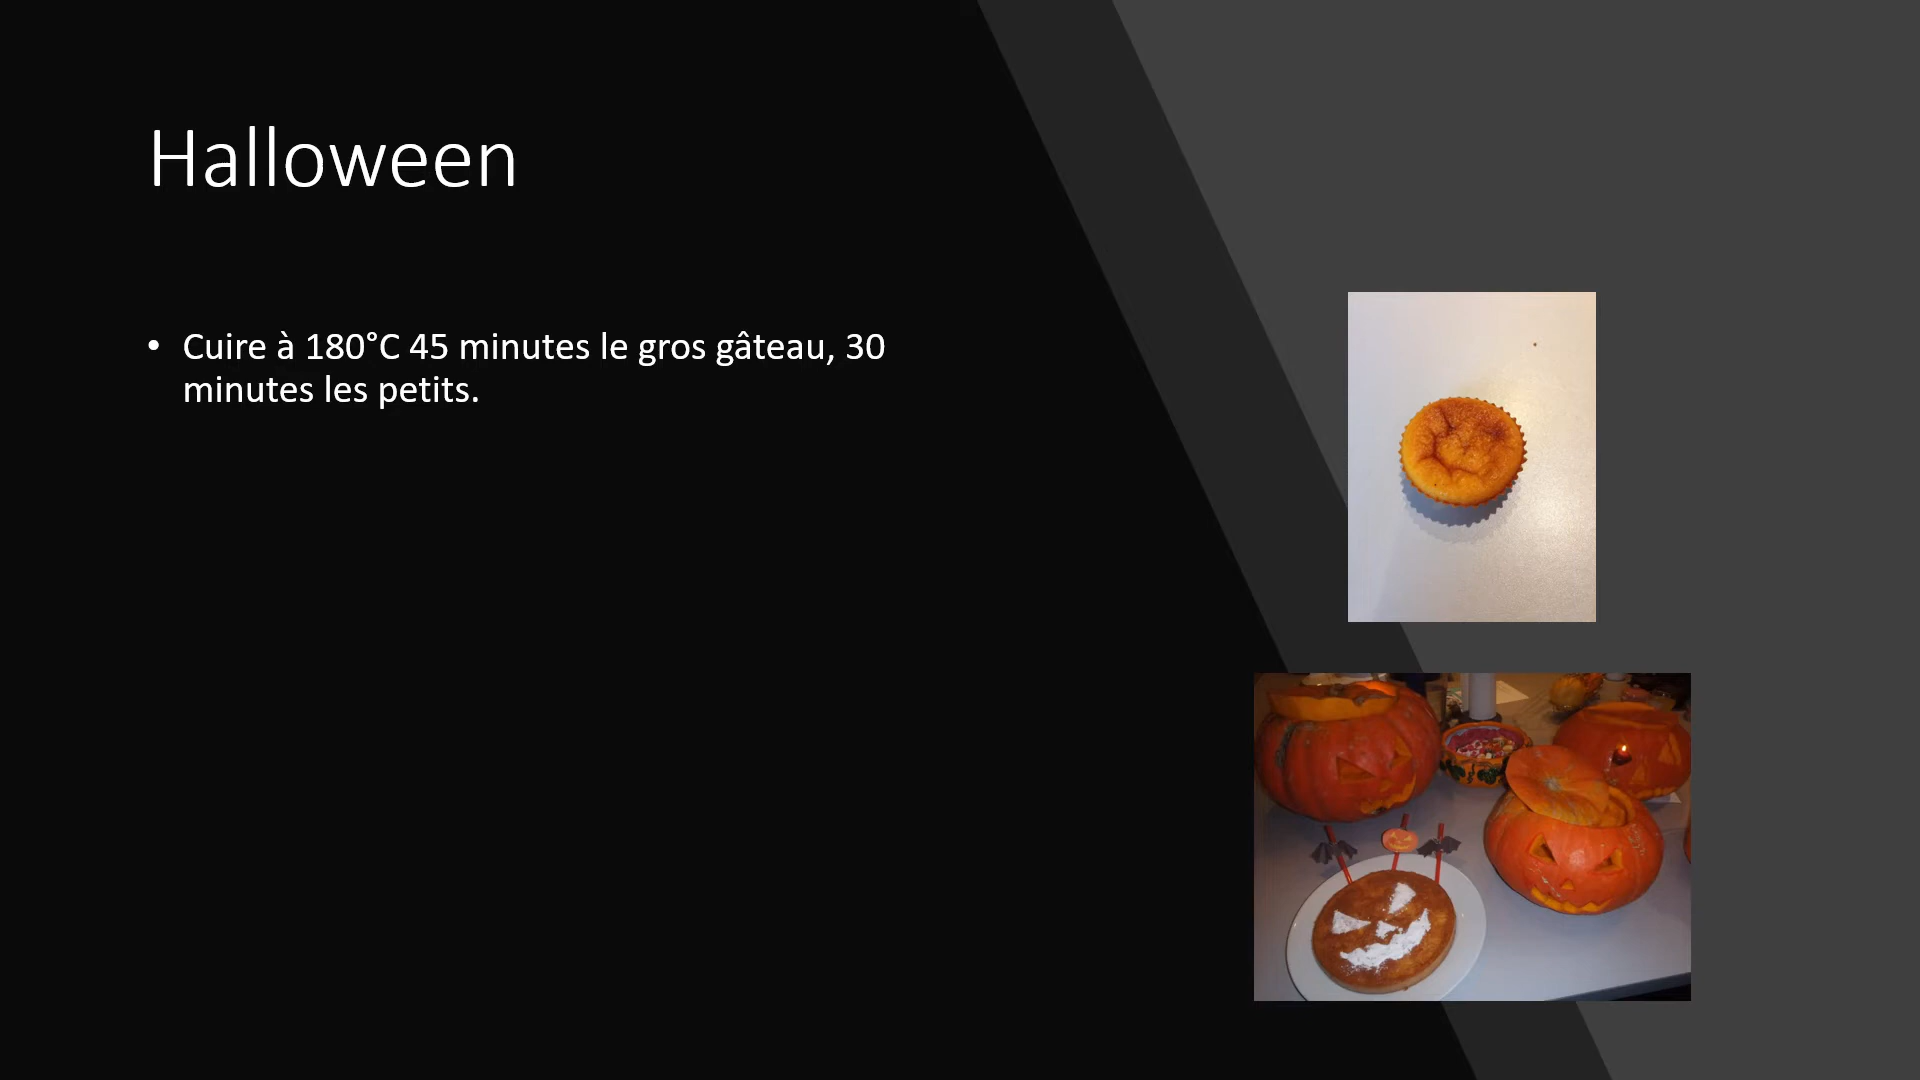 Halloween
• Cuire à 180°C 45 minutes le gros gâteau, 30
minutes les petits.